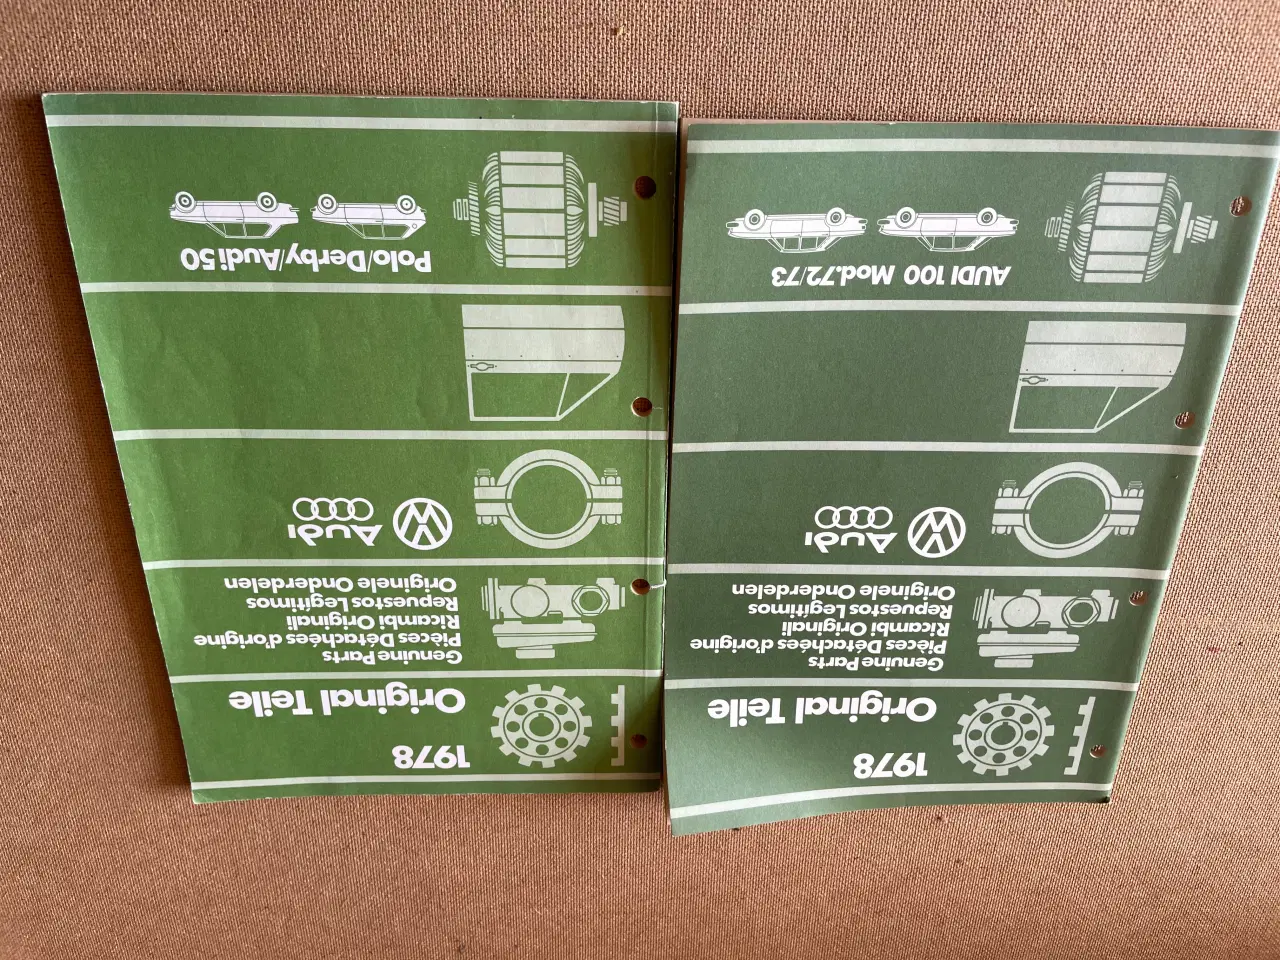 1978
Original Teile
Genuine Parts
Pièces Détachées d'origine
Ricambi Originali
Repuestos Legítimos
Originele Onderdelen
VW Audi
Polo/Derby/Audi 50
1978
Original Teile
Genuine Parts
Pièces Détachées d'origine
Ricambi Originali
Repuestos Legítimos
Originele Onderdelen
VW Audi
AUDI 100 Mod.72/73